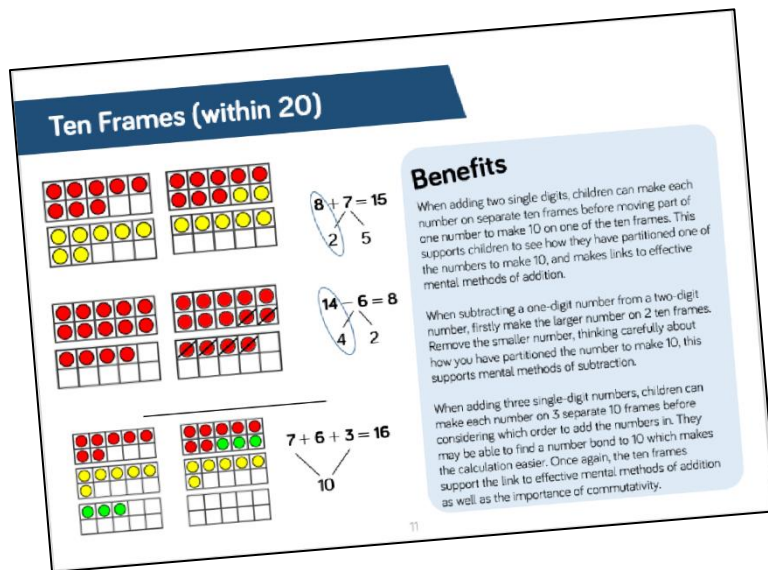 Ten Frames (within 20)
8 + 7 = 15
2 5
14 – 6 = 8
4 2
7 + 6 + 3 = 16
10
Benefits
When adding two single digits, children can make each
number on separate ten frames before moving part of
one number to make 10 on one of the ten frames. This
supports children to see how they have partitioned one of
the numbers to make 10, and makes links to effective
mental methods of addition.
When subtracting a one-digit number from a two-digit
number, firstly make the larger number on 2 ten frames.
Remove the smaller number, thinking carefully about
how you have partitioned the number to make 10, this
supports mental methods of subtraction.
When adding three single-digit numbers, children can
make each number on 3 separate 10 frames before
considering which order to add the numbers in. They
may be able to find a number bond to 10 which makes
the calculation easier. Once again, the ten frames
support the link to effective mental methods of addition
as well as the importance of commutativity.
11